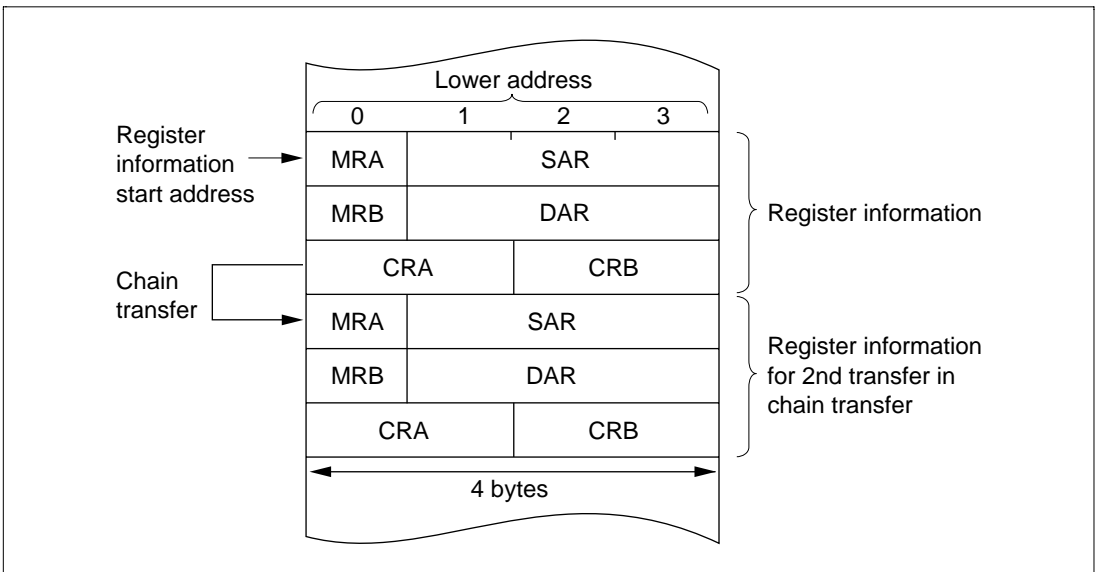 Lower address
0 1 2 3
Register
information
start address
MRA SAR
MRB DAR
Register information
CRA CRB
Chain
transfer
MRA SAR
MRB DAR
Register information
for 2nd transfer in
chain transfer
CRA CRB
4 bytes